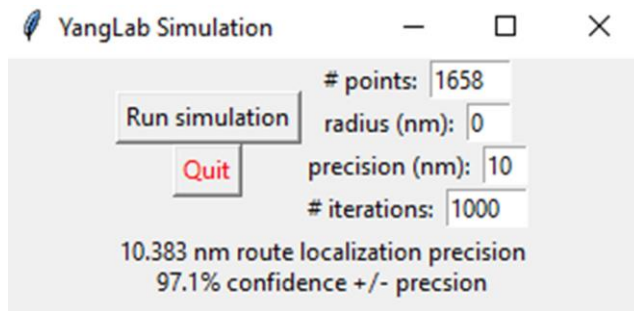 YangLab Simulation
# points: 1658
Run simulation
radius (nm): 0
Quit
precision (nm): 10
# iterations: 1000
10.383 nm route localization precision
97.1% confidence +/- precsion